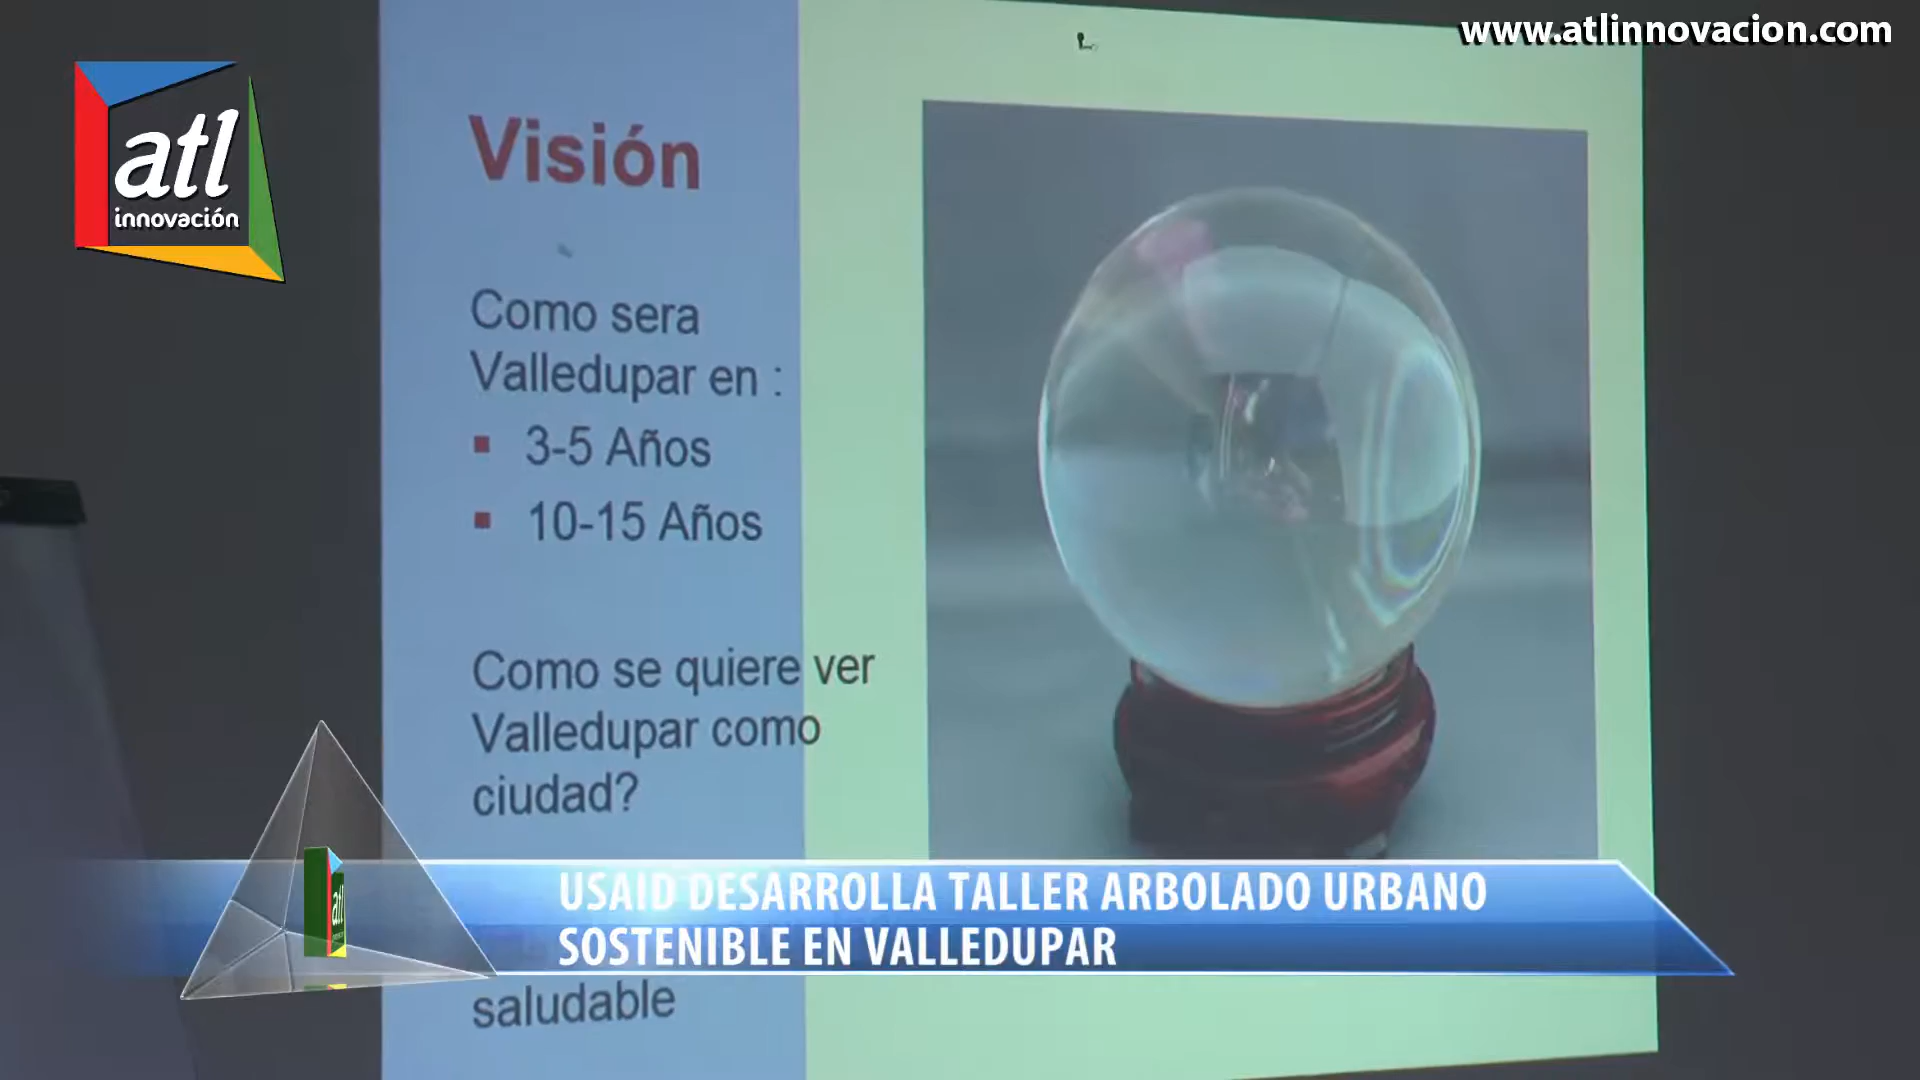 www.atlinnovacion.com
atl
innovación
Visión
Como sera
Valledupar en :
3-5 Años
10-15 Años
Como se quiere ver
Valledupar como
ciudad?
atl
USAID DESARROLLA TALLER ARBOLADO URBANO
SOSTENIBLE EN VALLEDUPAR
saludable